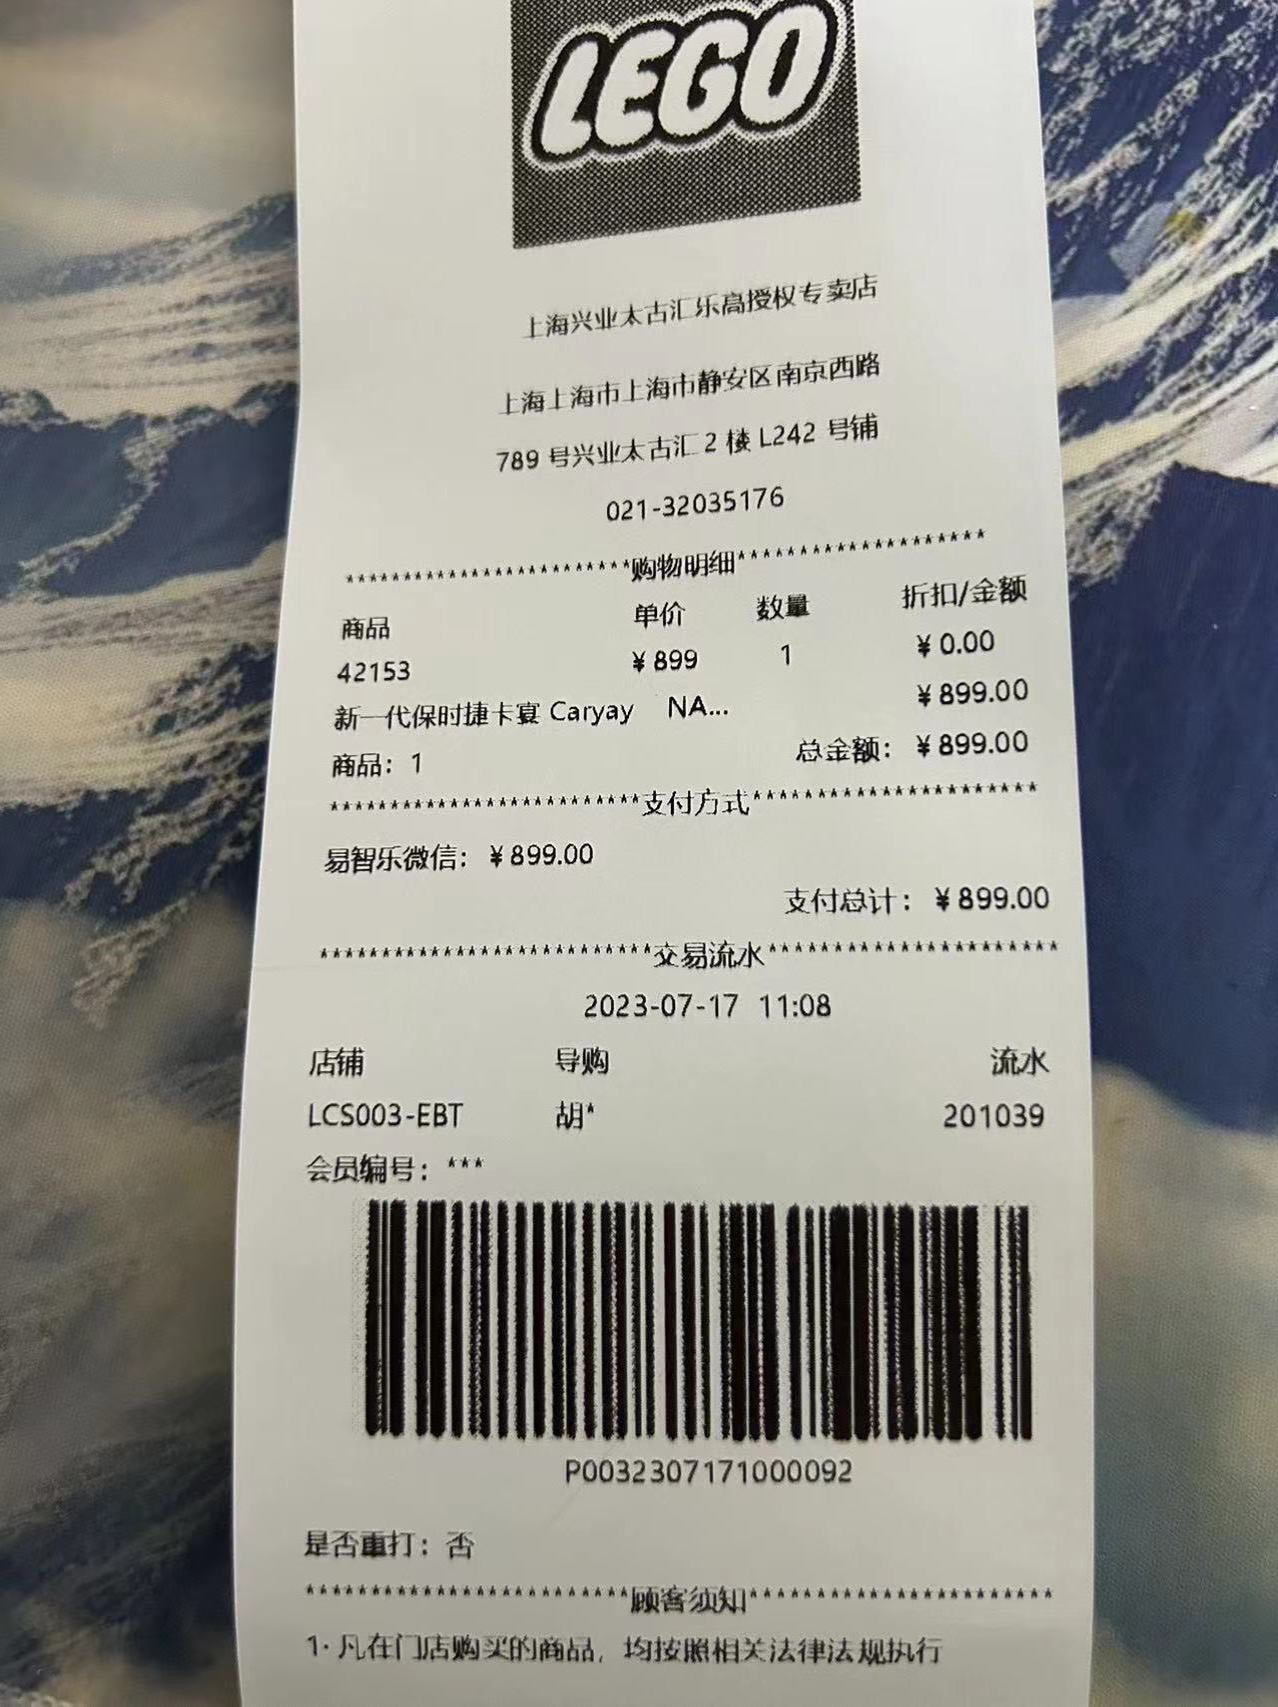 LEGO
上海兴业太古汇乐高授权专卖店
上海上海市上海市静安区南京西路
789 号兴业太古汇 2 楼 L242 号铺
021-32035176
************************购物明细*********************
商品 单价 数量 折扣/金额
42153 ¥899 1 ¥0.00
新一代保时捷卡宴 Caryay NA... ¥899.00
商品：1 总金额：¥899.00
**************************支付方式***********************
易智乐微信：¥899.00
支付总计：¥899.00
***************************交易流水***********************
2023-07-17 11:08
店铺 导购 流水
LCS003-EBT 胡* 201039
会员编号：***
P0032307171000092
是否重打：否
**************************顾客须知************************
1·凡在门店购买的商品，均按照相关法律法规执行